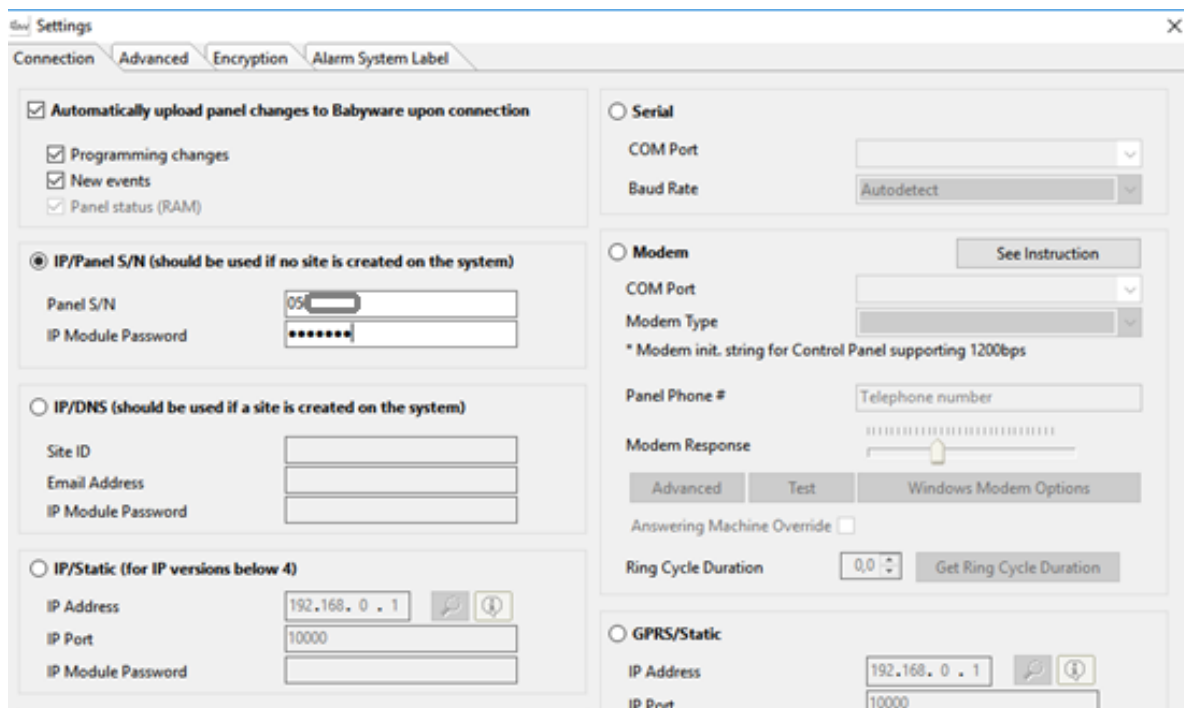 Settings
Connection Advanced Encryption Alarm System Label
Automatically upload panel changes to Babyware upon connection
Programming changes
New events
Panel status (RAM)
IP/Panel S/N (should be used if no site is created on the system)
Panel S/N 05
IP Module Password •••••••
IP/DNS (should be used if a site is created on the system)
Site ID
Email Address
IP Module Password
IP/Static (for IP versions below 4)
IP Address 192.168. 0 . 1
IP Port 10000
IP Module Password
Serial
COM Port
Baud Rate Autodetect
Modem See Instruction
COM Port
Modem Type
* Modem init. string for Control Panel supporting 1200bps
Panel Phone # Telephone number
Modem Response
Advanced Test Windows Modem Options
Answering Machine Override
Ring Cycle Duration 0,0 Get Ring Cycle Duration
GPRS/Static
IP Address 192.168. 0 . 1
IP Port 10000